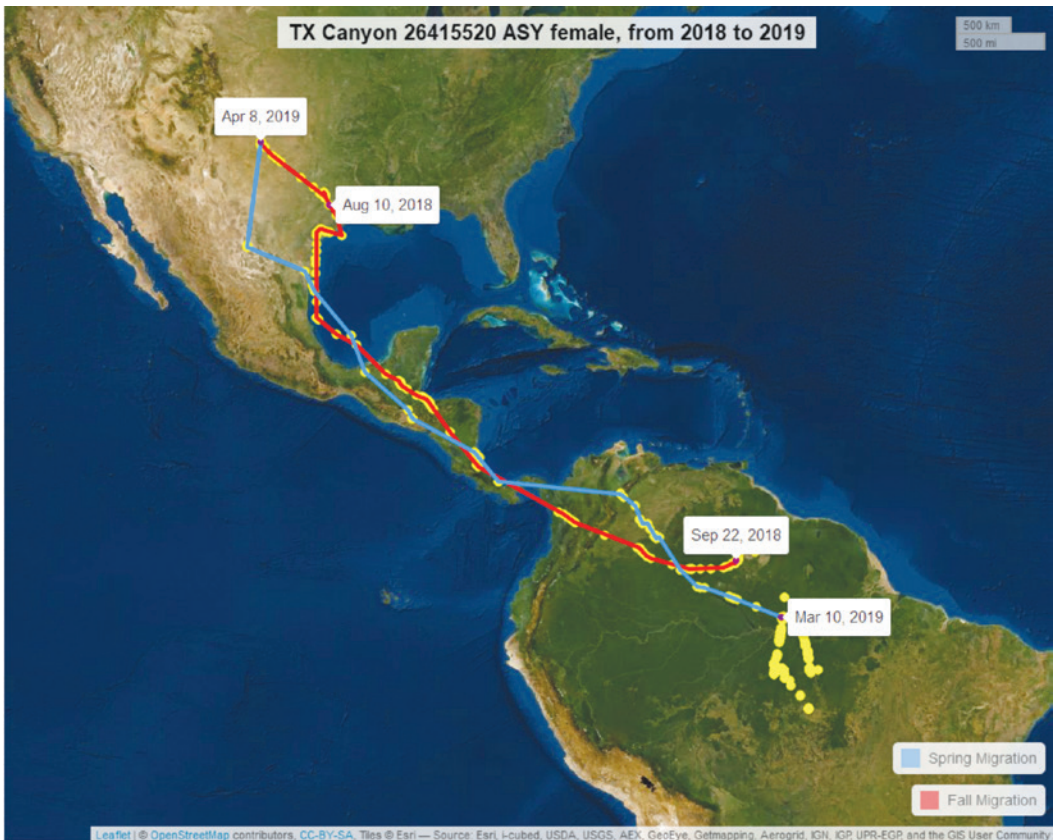 TX Canyon 26415520 ASY female, from 2018 to 2019
500 km
500 mi
Apr 8, 2019
Aug 10, 2018
Sep 22, 2018
Mar 10, 2019
Spring Migration
Fall Migration
Leaflet | © OpenStreetMap contributors, CC-BY-SA, Tiles © Esri — Source: Esri, i-cubed, USDA, USGS, AEX, GeoEye, Getmapping, Aerogrid, IGN, IGP, UPR-EGP, and the GIS User Community